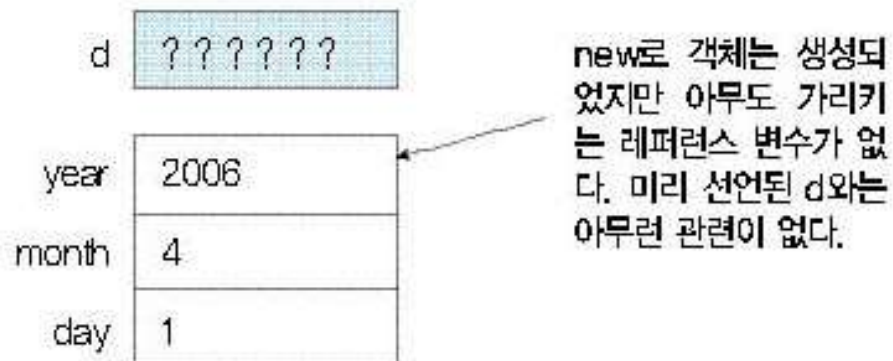 d ??????
year 2006
month 4
day 1
new로 객체는 생성되
었지만 아무도 가리키
는 레퍼런스 변수가 없
다. 미리 선언된 d와는
아무런 관련이 없다.